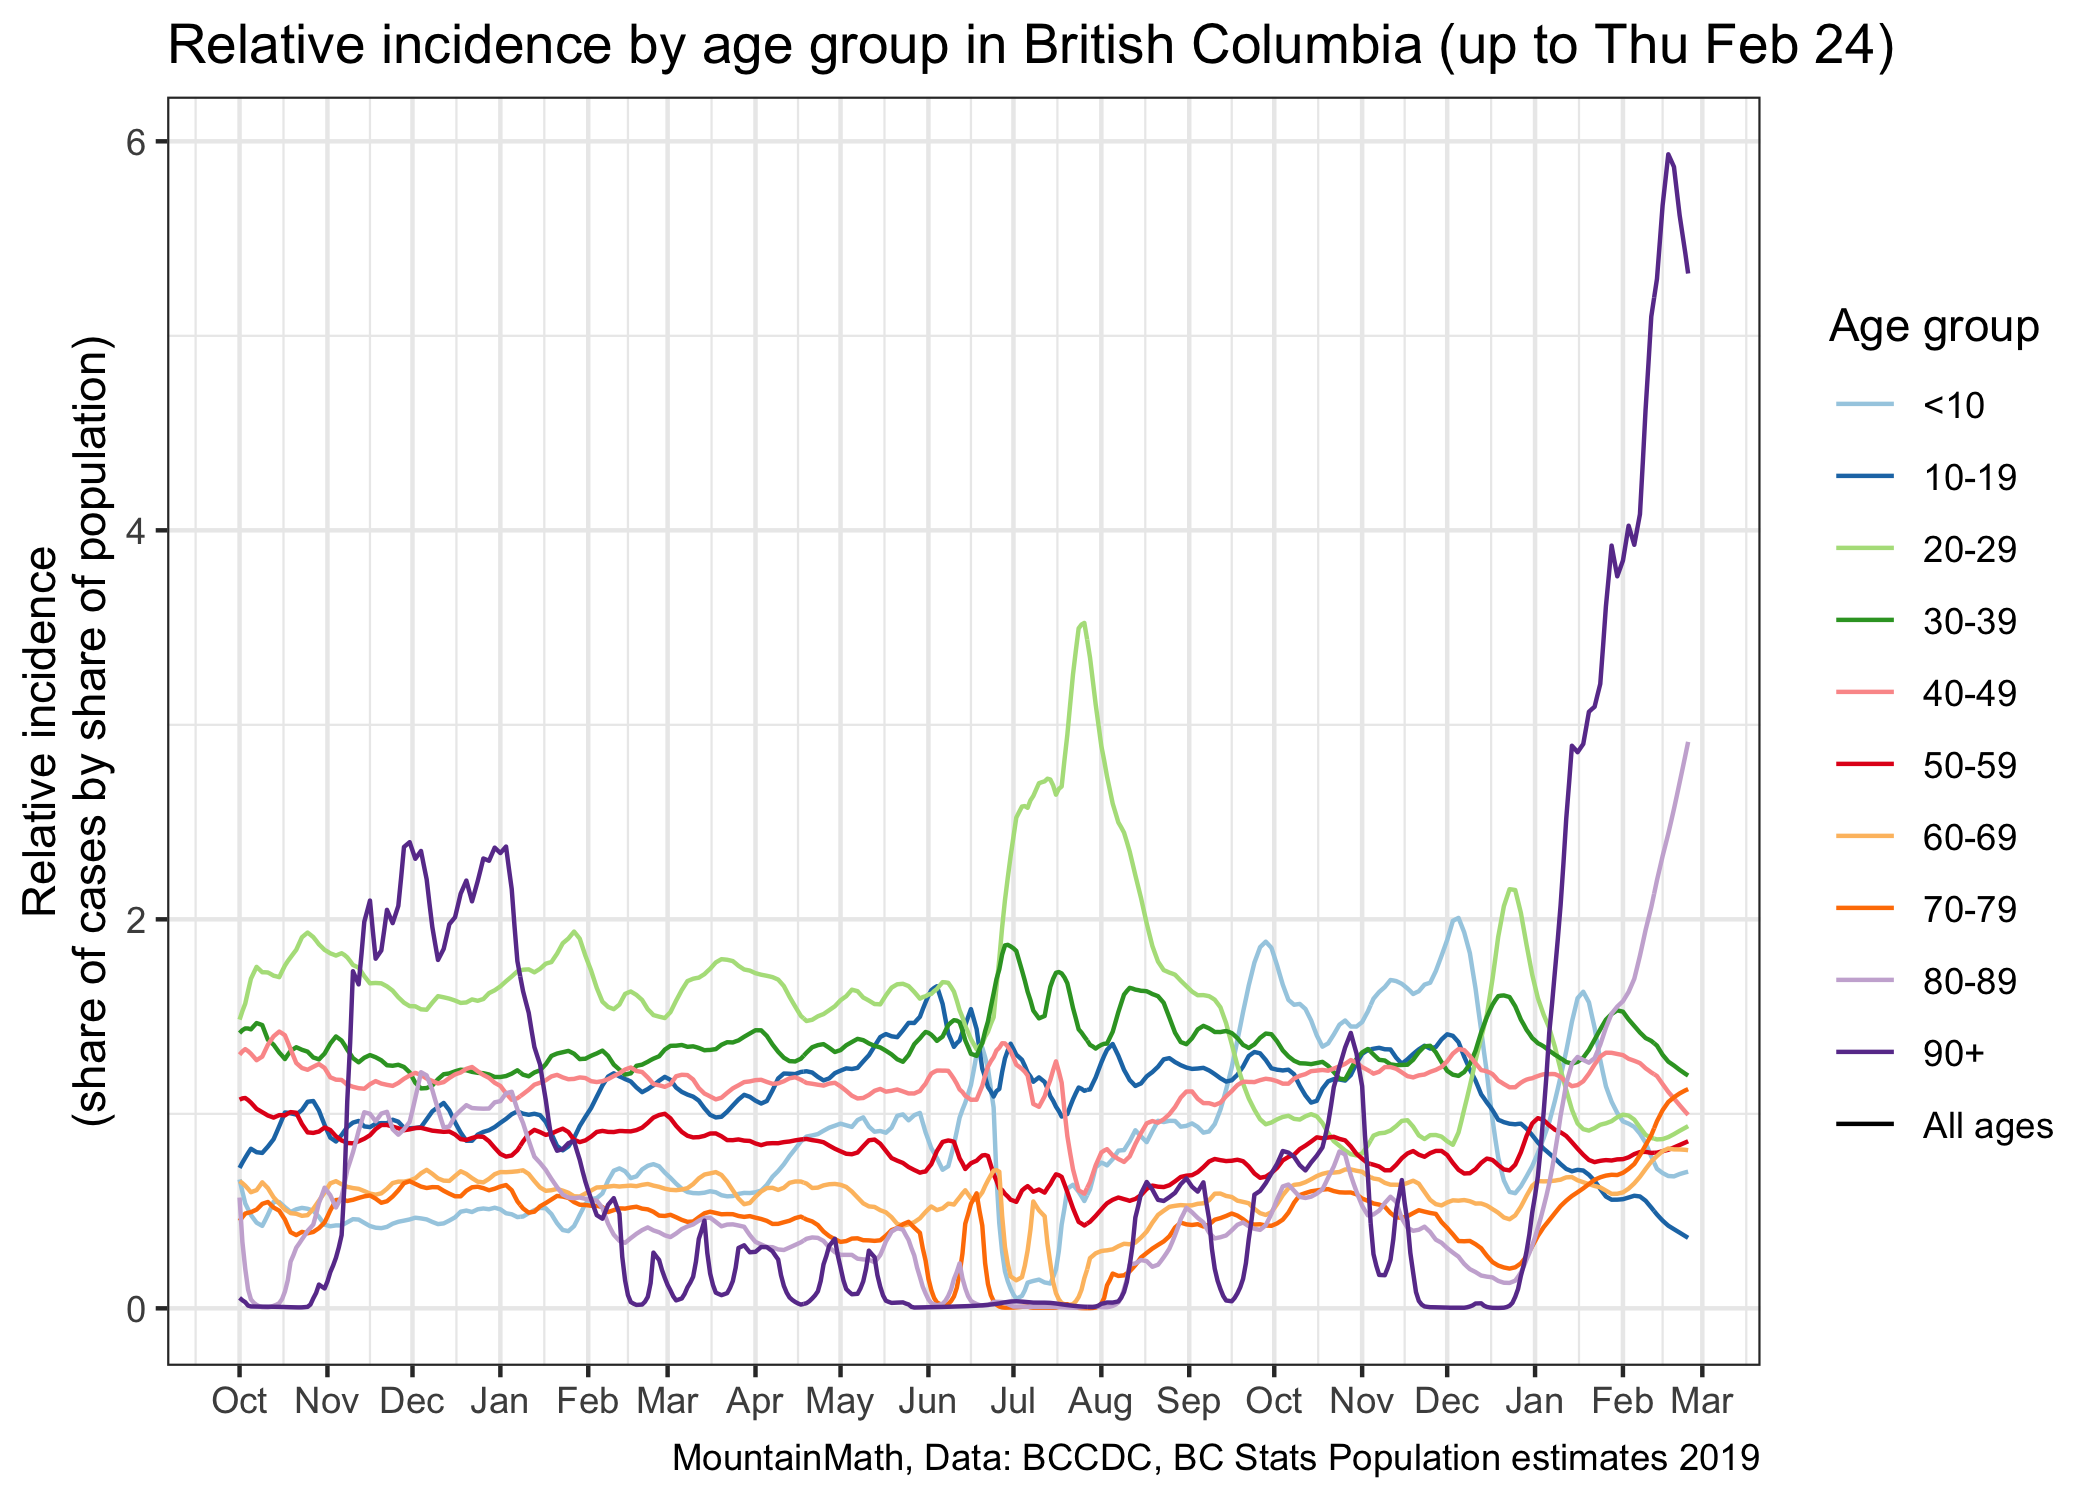 Relative incidence by age group in British Columbia (up to Thu Feb 24)
Relative incidence
(share of cases by share of population)
6
4
2
0
Oct Nov Dec Jan Feb Mar Apr May Jun Jul Aug Sep Oct Nov Dec Jan Feb Mar
Age group
<10
10-19
20-29
30-39
40-49
50-59
60-69
70-79
80-89
90+
All ages
MountainMath, Data: BCCDC, BC Stats Population estimates 2019